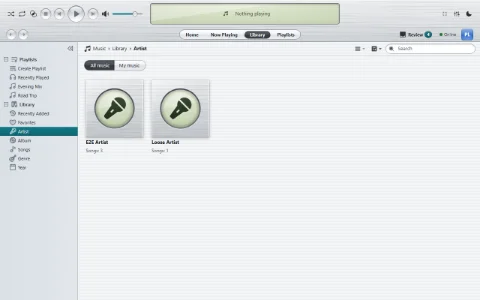 Nothing playing
Home Now Playing Library Playlists
Review
Online
PL
Music › Library › Artist
Search
All music My music
Playlists
Create Playlist
Recently Played
Evening Mix
Road Trip
Library
Recently Added
Favorites
Artist
Album
Songs
Genre
Year
E2E Artist
Songs 3
Loose Artist
Songs 1